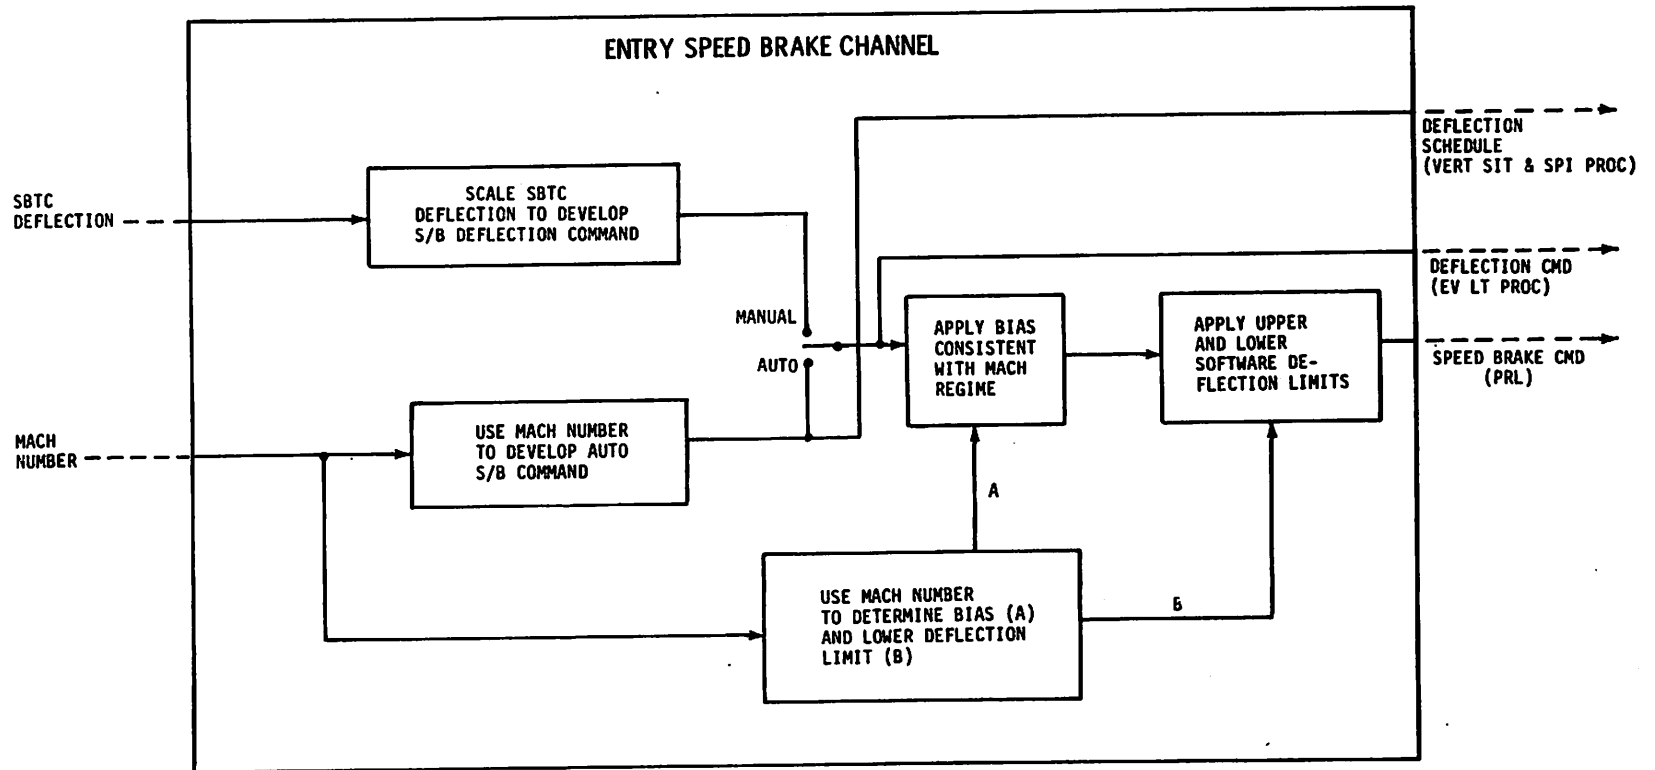 ENTRY SPEED BRAKE CHANNEL
DEFLECTION
SCHEDULE
(VERT SIT & SPI PROC)
SBTC
DEFLECTION
SCALE SBTC
DEFLECTION TO DEVELOP
S/B DEFLECTION COMMAND
DEFLECTION CMD
(EV LT PROC)
MANUAL
AUTO
APPLY BIAS
CONSISTENT
WITH MACH
REGIME
APPLY UPPER
AND LOWER
SOFTWARE DE-
FLECTION LIMITS
SPEED BRAKE CMD
(PRL)
MACH
NUMBER
USE MACH NUMBER
TO DEVELOP AUTO
S/B COMMAND
A
B
USE MACH NUMBER
TO DETERMINE BIAS (A)
AND LOWER DEFLECTION
LIMIT (B)